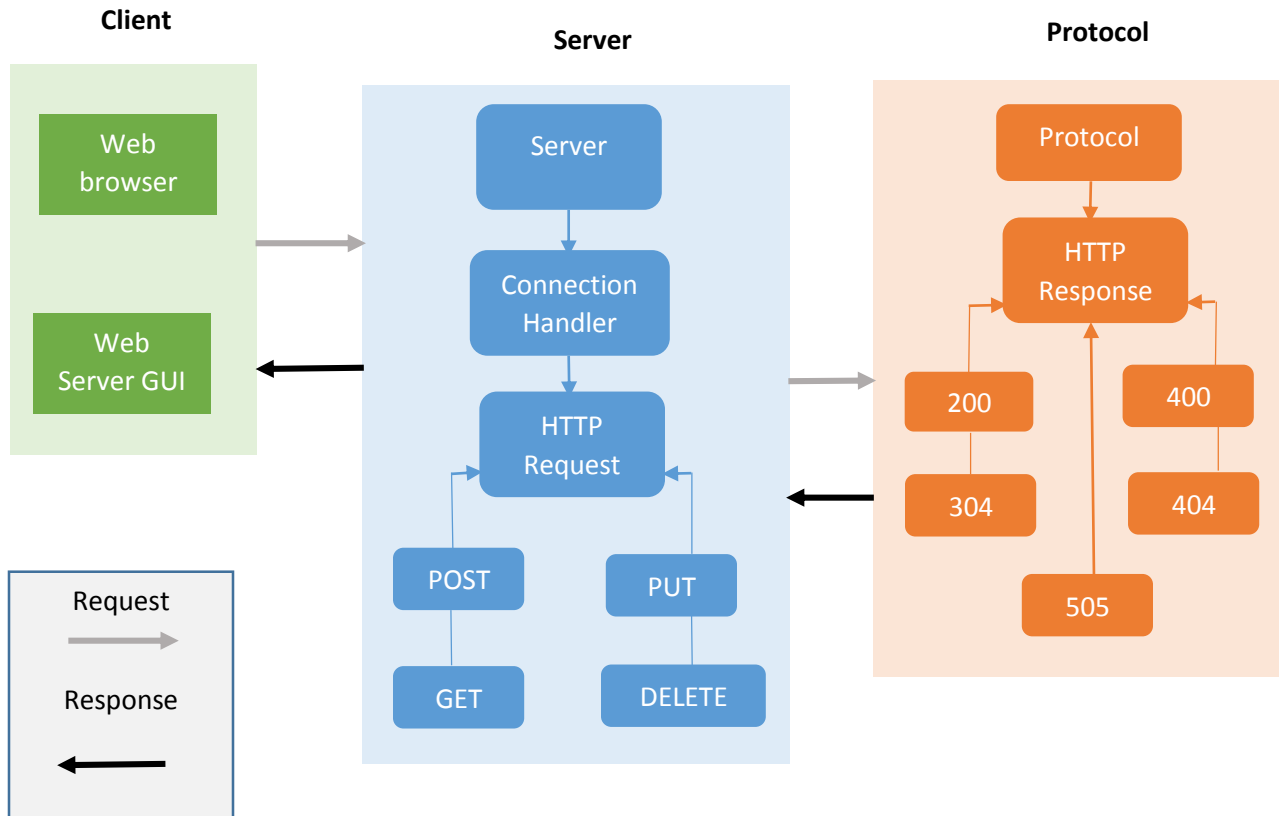 Client
Server
Protocol
Web
browser
Web
Server GUI
Server
Connection
Handler
HTTP
Request
POST
PUT
GET
DELETE
Protocol
HTTP
Response
200
400
304
404
505
Request
Response